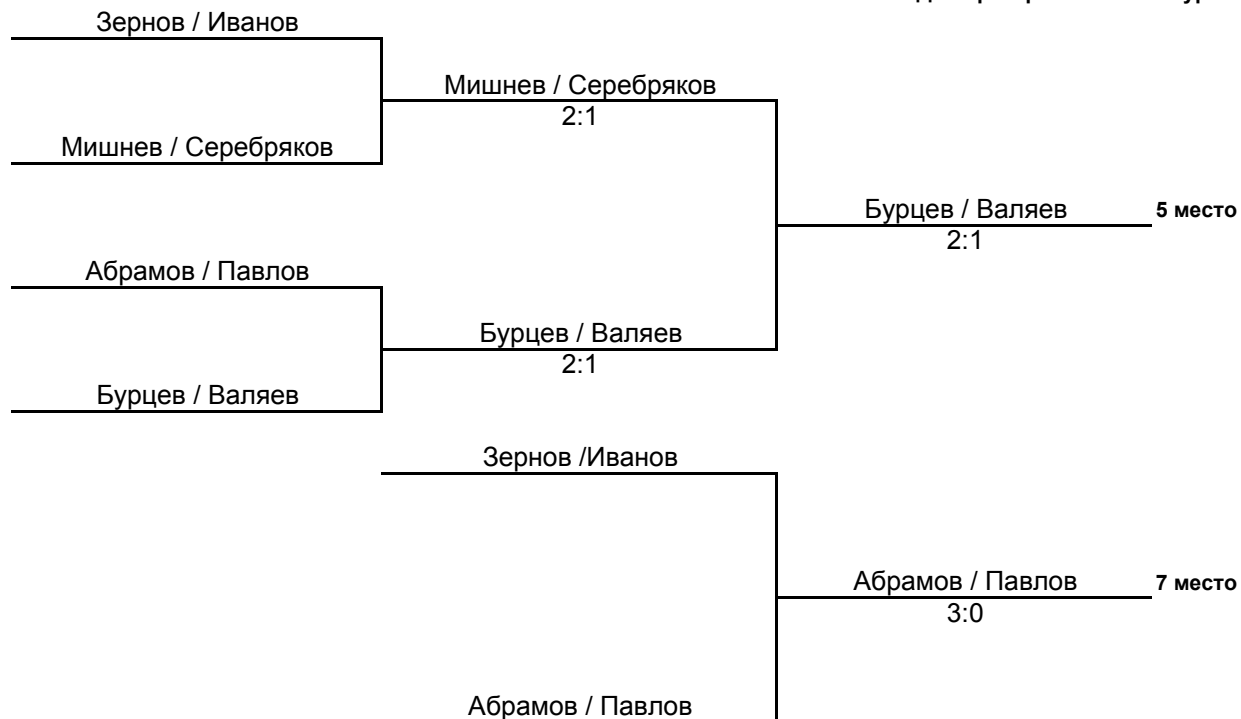 Зернов / Иванов
Мишнев / Серебряков
2:1
Мишнев / Серебряков
Бурцев / Валяев
5 место
2:1
Абрамов / Павлов
Бурцев / Валяев
2:1
Бурцев / Валяев
Зернов /Иванов
Абрамов / Павлов
7 место
3:0
Абрамов / Павлов